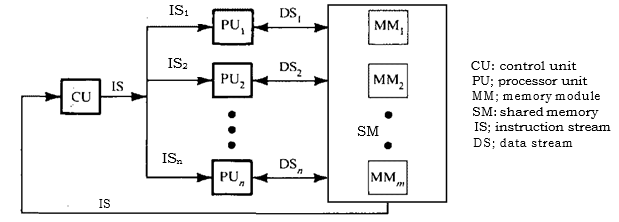 IS₁ PU₁ DS₁ MM₁
IS₂ PU₂ DS₂ MM₂
CU IS
SM
ISₙ PUₙ DSₙ MMₘ
IS
CU: control unit
PU; processor unit
MM; memory module
SM: shared memory
IS; instruction stream
DS; data stream